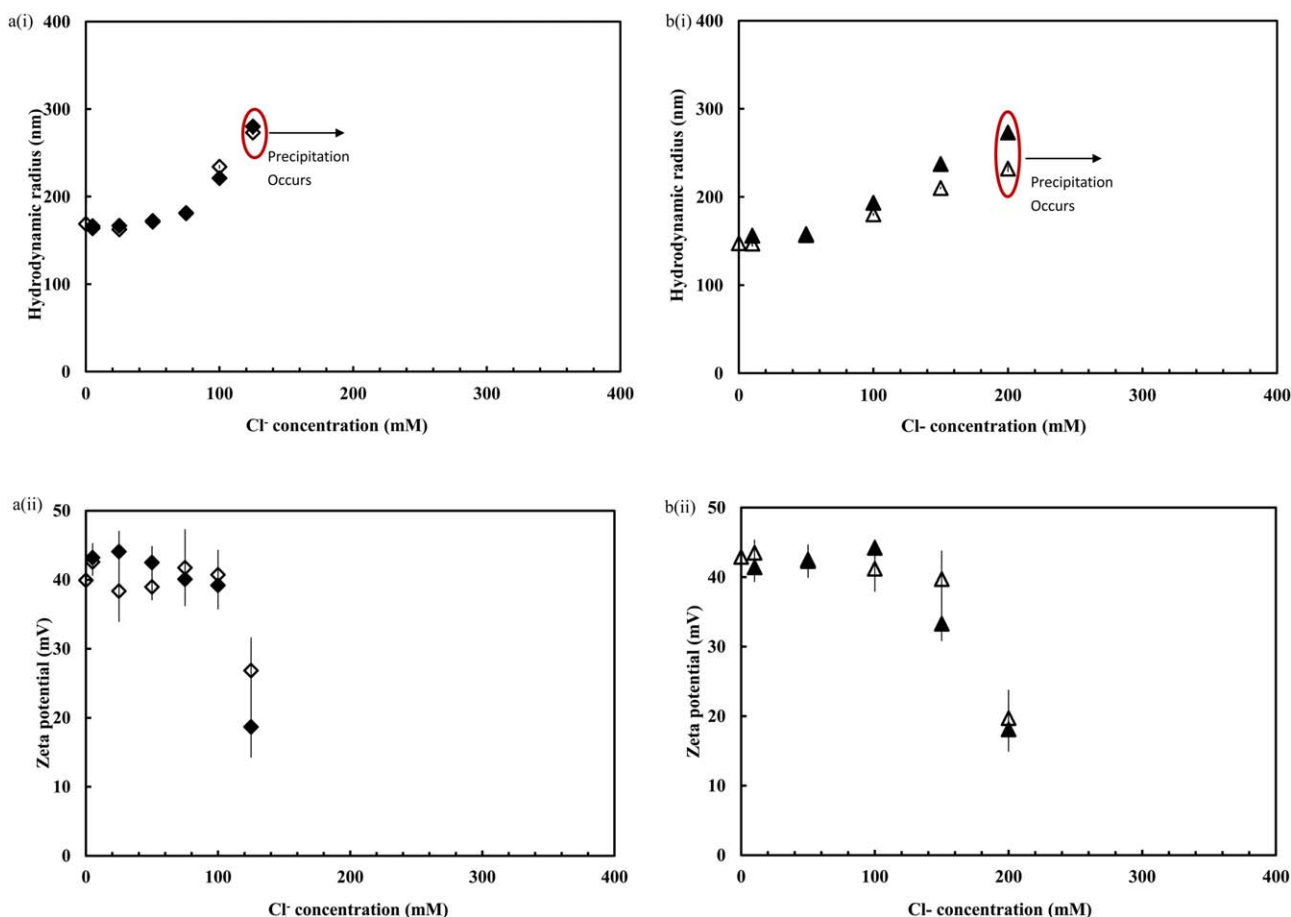 a(i)
400
300
200
100
0
Hydrodynamic radius (nm)
Precipitation
Occurs
0 100 200 300 400
Cl⁻ concentration (mM)
b(i)
400
300
200
100
0
Hydrodynamic radius (nm)
Precipitation
Occurs
0 100 200 300 400
Cl- concentration (mM)
a(ii)
50
40
30
20
10
0
Zeta potential (mV)
0 100 200 300 400
Cl⁻ concentration (mM)
b(ii)
50
40
30
20
10
0
Zeta potential (mV)
0 100 200 300 400
Cl- concentration (mM)